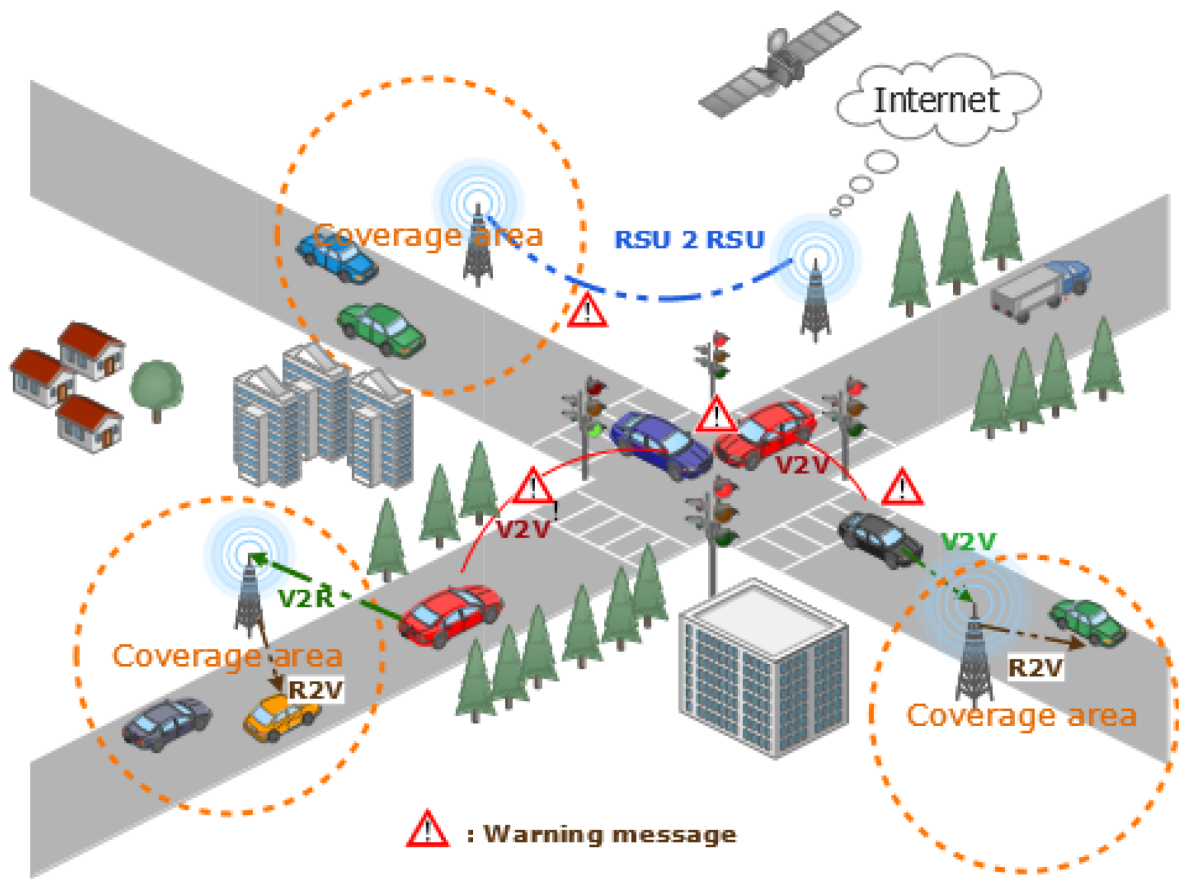 Internet
Coverage area
RSU 2 RSU
!
!
V2V
!
V2V
!
!
V2V
V2R
Coverage area
R2V
R2V
Coverage area
! : Warning message